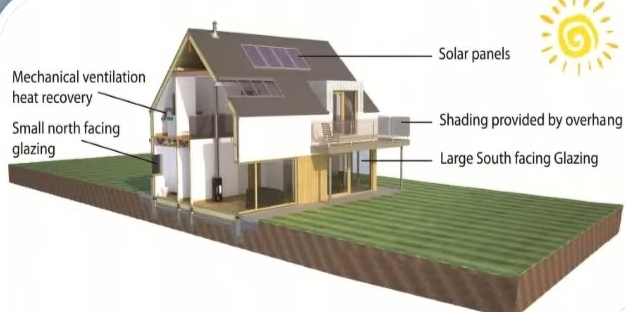 Solar panels
Mechanical ventilation
heat recovery
Shading provided by overhang
Small north facing
glazing
Large South facing Glazing